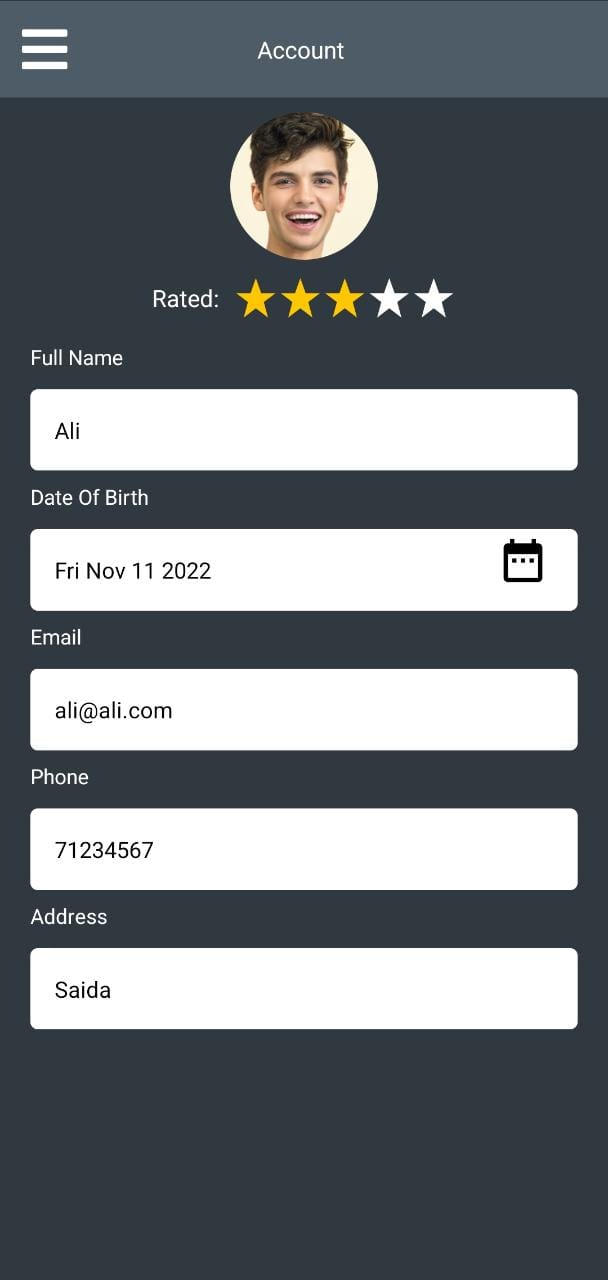 Account
Rated:
Full Name
Ali
Date Of Birth
Fri Nov 11 2022
Email
ali@ali.com
Phone
71234567
Address
Saida